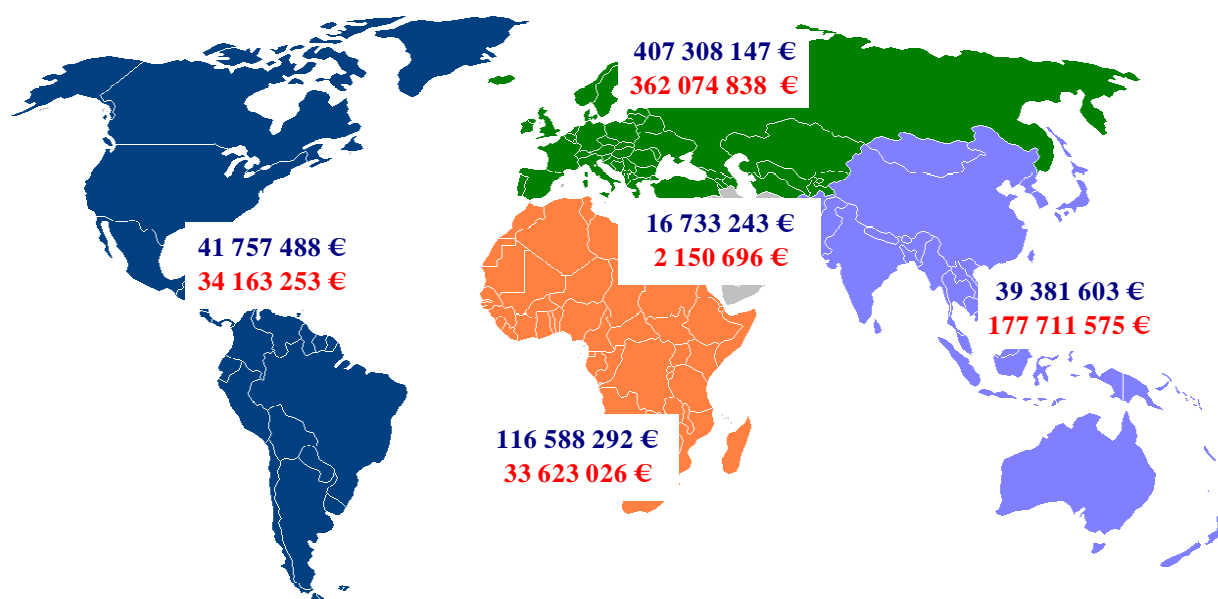 407 308 147 €
362 074 838 €
41 757 488 €
34 163 253 €
16 733 243 €
2 150 696 €
39 381 603 €
177 711 575 €
116 588 292 €
33 623 026 €